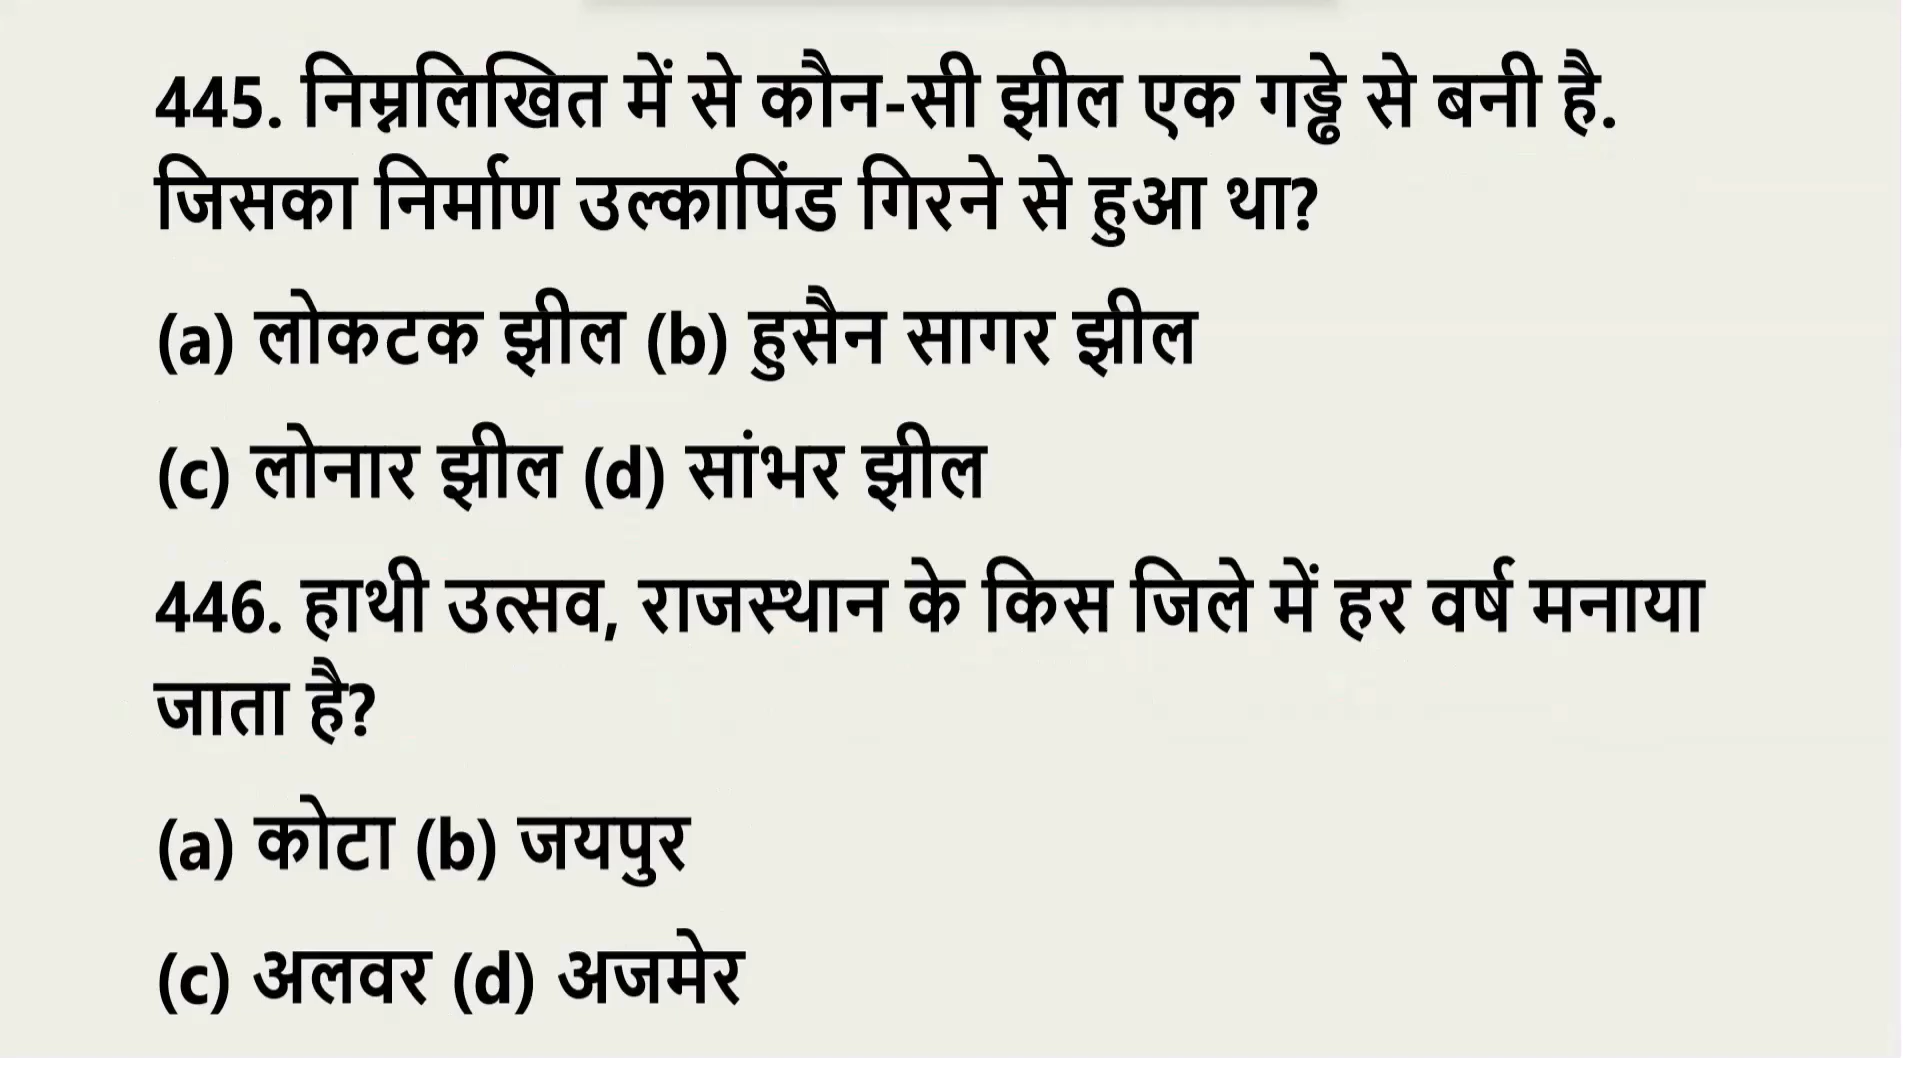 445. निम्नलिखित में से कौन-सी झील एक गड्ढे से बनी है.
जिसका निर्माण उल्कापिंड गिरने से हुआ था?
(a) लोकटक झील (b) हुसैन सागर झील
(c) लोनार झील (d) सांभर झील
446. हाथी उत्सव, राजस्थान के किस जिले में हर वर्ष मनाया
जाता है?
(a) कोटा (b) जयपुर
(c) अलवर (d) अजमेर